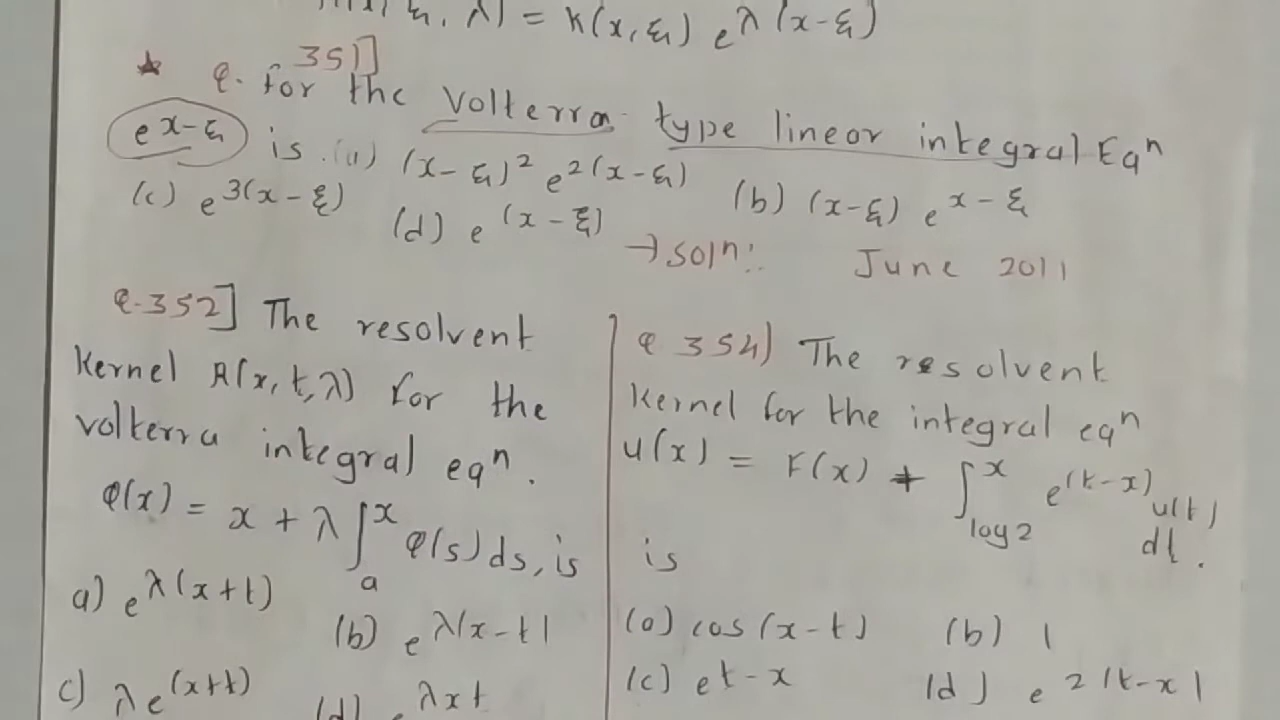 ξ, λ) = K(x, ξ) e^λ(x-ξ)
Q. 351]
for the Volterra type linear integral Eqⁿ
e^x-ξ is (a) (x-ξ)² e^2(x-ξ) (b) (x-ξ) e^x-ξ
(c) e^3(x-ξ) (d) e^(x-ξ)
→ solⁿ: June 2011
Q.352] The resolvent
kernel R(x, t, λ) for the
volterra integral eqⁿ.
φ(x) = x + λ ∫_a^x φ(s) ds, is
a) e^λ(x+t)
(b) e^λ(x-t)
c) λe^(x+t)
(d) e^λxt
Q 354) The resolvent
kernel for the integral eqⁿ
u(x) = F(x) + ∫_log2^x e^(t-x) u(t) dt.
is
(a) cos(x-t) (b) 1
(c) e^t-x (d) e^2(t-x)